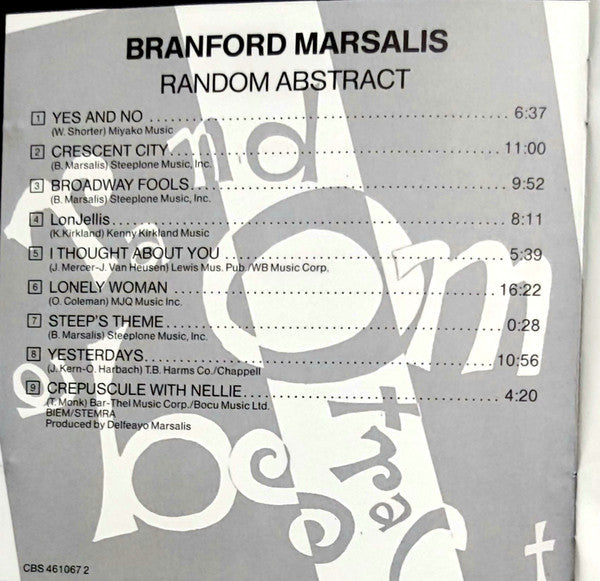 BRANFORD MARSALIS
RANDOM ABSTRACT
1 YES AND NO ........................ 6:37
(W. Shorter) Miyako Music
2 CRESCENT CITY ........................ 11:00
(B. Marsalis) Steeplone Music, Inc.
3 BROADWAY FOOLS ........................ 9:52
(B. Marsalis) Steeplone Music, Inc.
4 LonJellis ........................ 8:11
(K.Kirkland) Kenny Kirkland Music
5 I THOUGHT ABOUT YOU ........................ 5:39
(J. Mercer-J. Van Heusen) Lewis Mus. Pub./WB Music Corp.
6 LONELY WOMAN ........................ 16:22
(O. Coleman) MJQ Music Inc.
7 STEEP'S THEME ........................ 0:28
(B. Marsalis) Steeplone Music, Inc.
8 YESTERDAYS ........................ 10:56
(J. Kern-O. Harbach) T.B. Harms Co./Chappell
9 CREPUSCULE WITH NELLIE ........................ 4:20
(T. Monk) Bar-Thel Music Corp./Bocu Music Ltd.
BIEM/STEMRA
Produced by Delfeayo Marsalis
CBS 461067 2